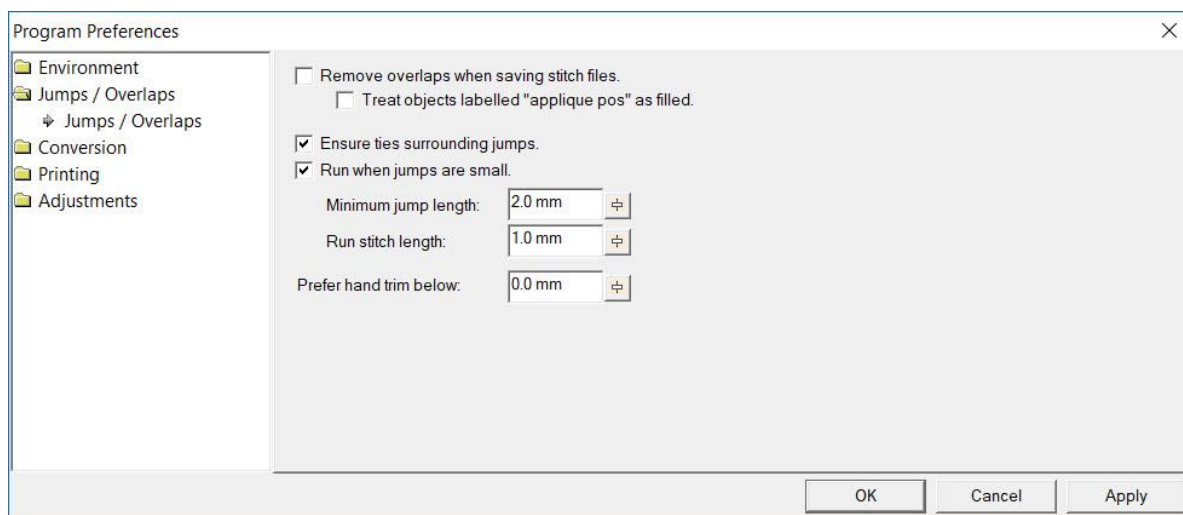 Program Preferences
Environment
Jumps / Overlaps
Jumps / Overlaps
Conversion
Printing
Adjustments
Remove overlaps when saving stitch files.
Treat objects labelled "applique pos" as filled.
Ensure ties surrounding jumps.
Run when jumps are small.
Minimum jump length: 2.0 mm
Run stitch length: 1.0 mm
Prefer hand trim below: 0.0 mm
OK Cancel Apply